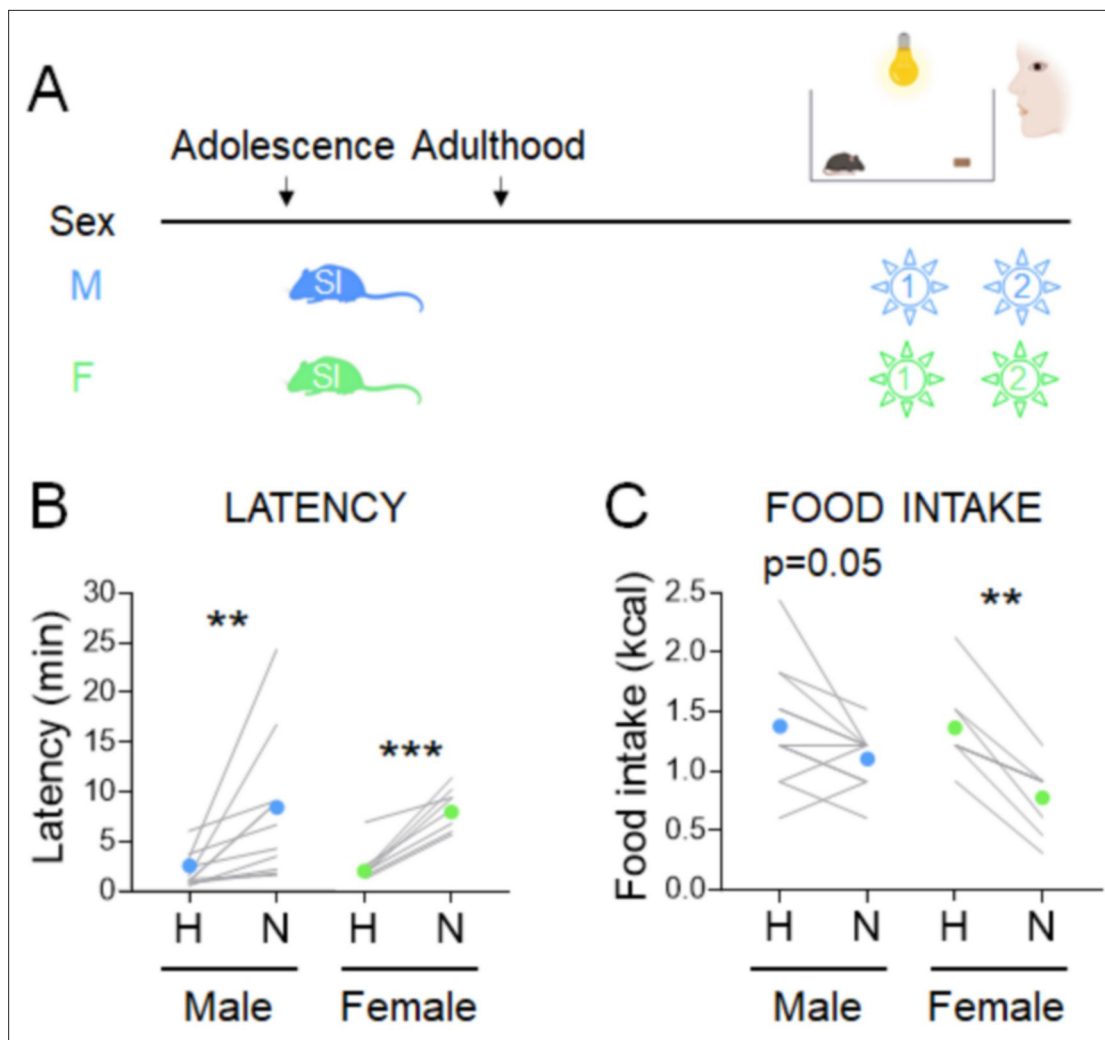 A
Adolescence Adulthood
Sex
M SI 1 2
F SI 1 2
B LATENCY
Latency (min)
30
25
20
15
10
5
0
**
***
H N H N
Male Female
C FOOD INTAKE
p=0.05
Food intake (kcal)
2.5
2.0
1.5
1.0
0.5
0.0
**
H N H N
Male Female